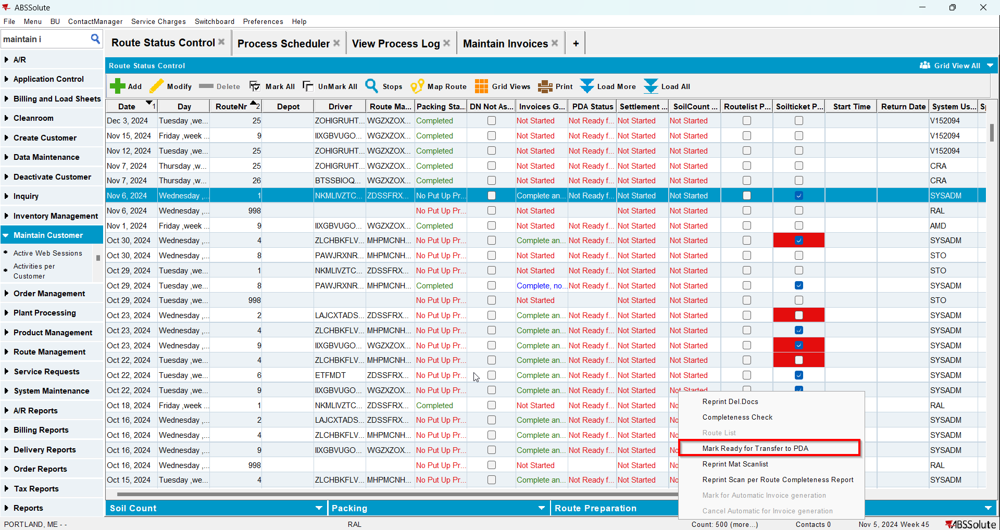 ABSSolute
File Menu BU ContactManager Service Charges Switchboard Preferences Help
maintain i
Route Status Control Process Scheduler View Process Log Maintain Invoices +
Route Status Control Grid View All
Add Modify Delete Mark All UnMark All Stops Map Route Grid Views Print Load More Load All
A/R
Application Control
Billing and Load Sheets
Cleanroom
Create Customer
Data Maintenance
Deactivate Customer
Inquiry
Inventory Management
Maintain Customer
Active Web Sessions
Activities per
Customer
Order Management
Plant Processing
Product Management
Route Management
Service Requests
System Maintenance
A/R Reports
Billing Reports
Delivery Reports
Order Reports
Tax Reports
Reports
Date 1 Day RouteNr 2 Depot Driver Route Ma... Packing Sta... DN Not As... Invoices G... PDA Status Settlement ... SoilCount ... Routelist P... Soilticket P... Start Time Return Date System Us...
Dec 3, 2024 Tuesday ,we... 25 ZOHIGRUHT... WGZXZOX... Completed Not Started Not Ready f... Not Started Not Started V152094
Nov 15, 2024 Friday ,week ... 9 IIXGBVUGO... WGZXZOX... Completed Not Started Not Ready f... Not Started Not Started V152094
Nov 12, 2024 Tuesday ,we... 25 ZOHIGRUHT... WGZXZOX... Completed Not Started Not Ready f... Not Started Not Started V152094
Nov 7, 2024 Thursday ,w... 25 ZOHIGRUHT... WGZXZOX... Completed Not Started Not Ready f... Not Started Not Started CRA
Nov 7, 2024 Thursday ,w... 26 BTSSBIOQ... WGZXZOX... Completed Not Started Not Ready f... Not Started Not Started CRA
Nov 6, 2024 Wednesday ,... 1 NKMLIVZTC... ZDSSFRX... No Put Up Pr... Complete an... Not Ready f... Not Started Not Started SYSADM
Nov 6, 2024 Wednesday ,... 998 No Put Up Pr... Not Started Not Started Not Started RAL
Nov 1, 2024 Friday ,week ... 9 IIXGBVUGO... WGZXZOX... Completed Not Started Not Ready f... Not Started Not Started AMD
Oct 30, 2024 Wednesday ,... 4 ZLCHBKFLV... MHPMCNH... No Put Up Pr... Complete an... Not Ready f... Not Started Not Started SYSADM
Oct 30, 2024 Wednesday ,... 8 PAWJRXNR... MHPMCNH... No Put Up Pr... Not Started Not Ready f... Not Started Not Started STO
Oct 29, 2024 Tuesday ,we... 1 NKMLIVZTC... ZDSSFRX... No Put Up Pr... Not Started Not Ready f... Not Started Not Started STO
Oct 29, 2024 Tuesday ,we... 8 PAWJRXNR... MHPMCNH... Completed Complete, no... Not Ready f... Not Started Not Started SYSADM
Oct 29, 2024 Tuesday ,we... 998 No Put Up Pr... Not Started Not Started Not Started STO
Oct 23, 2024 Wednesday ,... 2 LAJCXTADS... ZDSSFRX... No Put Up Pr... Complete an... Not Ready f... Not Started Not Started SYSADM
Oct 23, 2024 Wednesday ,... 4 ZLCHBKFLV... MHPMCNH... No Put Up Pr... Complete an... Not Ready f... Not Started Not Started SYSADM
Oct 23, 2024 Wednesday ,... 9 IIXGBVUGO... WGZXZOX... No Put Up Pr... Complete an... Not Ready f... Not Started Not Started SYSADM
Oct 22, 2024 Tuesday ,we... 4 ZLCHBKFLV... MHPMCNH... No Put Up Pr... Complete an... Not Ready f... Not Started Not Started SYSADM
Oct 22, 2024 Tuesday ,we... 6 ETFMDT ZDSSFRX... No Put Up Pr... Complete an... Not Ready f... Not Started Not Started SYSADM
Oct 22, 2024 Tuesday ,we... 9 IIXGBVUGO... WGZXZOX... No Put Up Pr... Complete an... Not Ready f... Not Started Not Started SYSADM
Oct 18, 2024 Friday ,week ... 1 NKMLIVZTC... ZDSSFRX... Completed Not Started Not Ready f... Not Started No RAL
Oct 16, 2024 Wednesday ,... 2 LAJCXTADS... ZDSSFRX... No Put Up Pr... Complete an... Not Ready f... Not Started No SYSADM
Oct 16, 2024 Wednesday ,... 4 ZLCHBKFLV... MHPMCNH... No Put Up Pr... Complete an... Not Ready f... Not Started No SYSADM
Oct 16, 2024 Wednesday ,... 9 IIXGBVUGO... WGZXZOX... No Put Up Pr... Complete an... Not Ready f... Not Started No SYSADM
Oct 16, 2024 Wednesday ,... 998 No Put Up Pr... Not Started Not Started No RAL
Oct 15, 2024 Tuesday ,we... 4 ZLCHBKFLV... MHPMCNH... No Put Up Pr... Complete an... Not Ready f... Not Started No SYSADM
Reprint Del.Docs
Completeness Check
Route List
Mark Ready for Transfer to PDA
Reprint Mat Scanlist
Reprint Scan per Route Completeness Report
Mark for Automatic Invoice generation
Cancel Automatic for Invoice generation
Soil Count Packing Route Preparation
PORTLAND, ME - - RAL Count: 500 (more...) Contacts 0 Nov 5, 2024 Week 45 ABSSolute